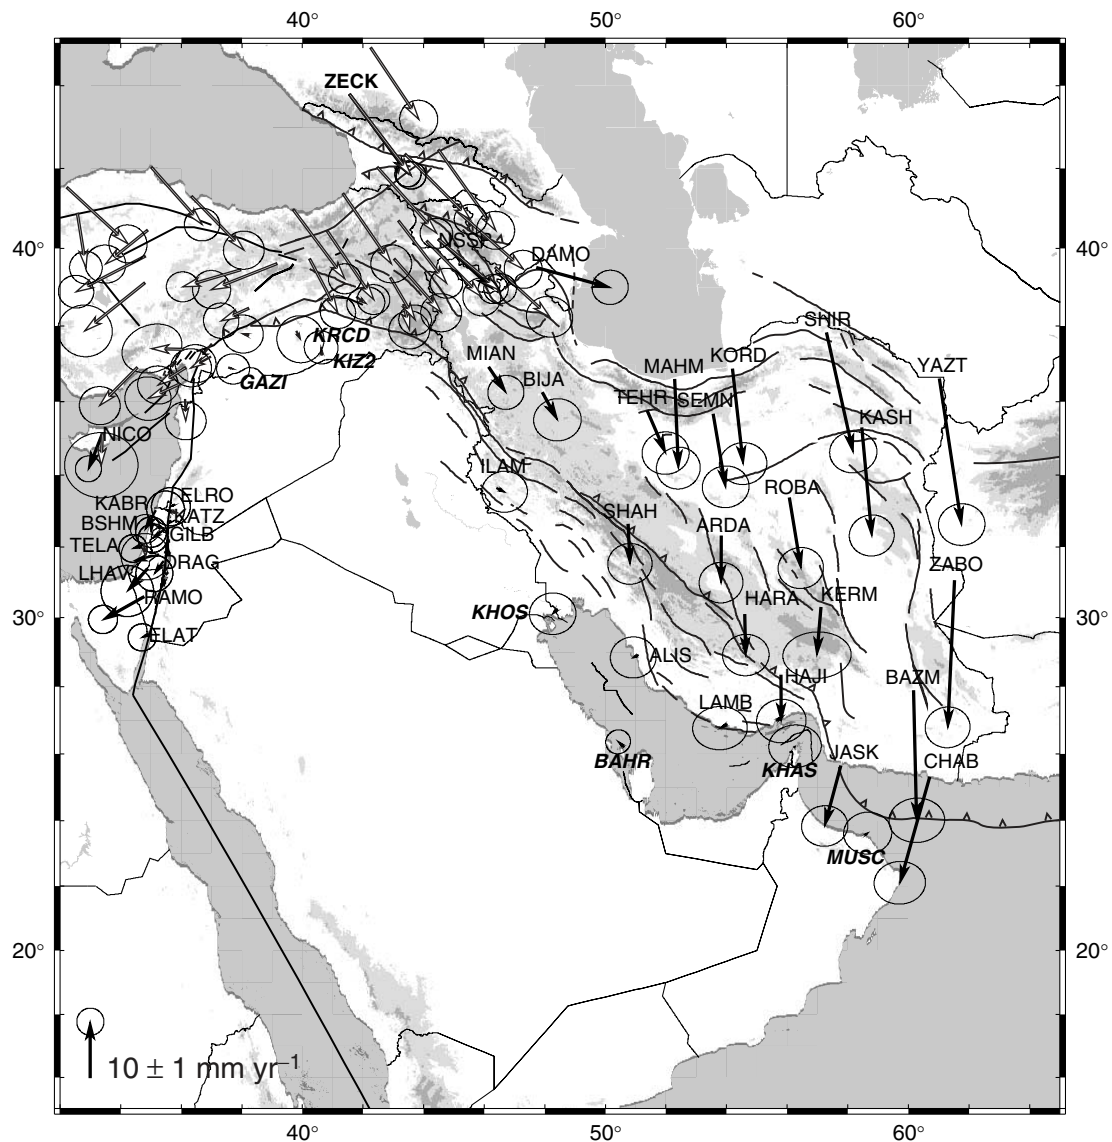 40° 50° 60°
ZECK
40° NSSP DAMO 40°
SHIR
KRCD MIAN MAHM KORD YAZT
KIZ2
GAZI BIJA
TEHR SEMN KASH
NICO
ILAM
ROBA
KABR ELRO
SHAH
BSHM KATZ ARDA
GILB
TELA
DRAG ZABO
LHAV
RAMO HARA KERM
30° KHOS 30°
ELAT
ALIS
HAJI BAZM
LAMB
JASK
BAHR KHAS CHAB
MUSC
20° 20°
10 ± 1 mm yr⁻¹
40° 50° 60°